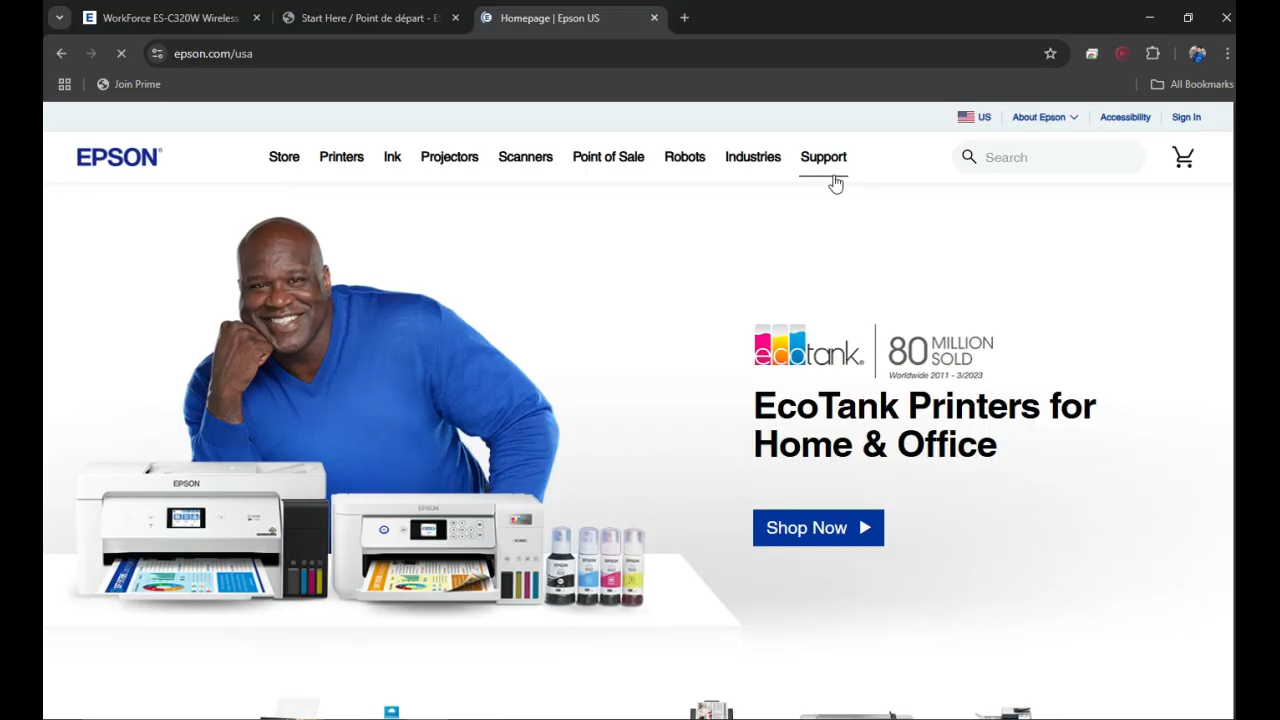 WorkForce ES-C320W Wireless
Start Here / Point de départ - E
Homepage | Epson US
epson.com/usa
Join Prime
All Bookmarks
US
About Epson
Accessibility
Sign In
EPSON
Store
Printers
Ink
Projectors
Scanners
Point of Sale
Robots
Industries
Support
Search
ecotank.
80 MILLION SOLD
Worldwide 2011 - 3/2023
EcoTank Printers for
Home & Office
Shop Now
EPSON
EPSON